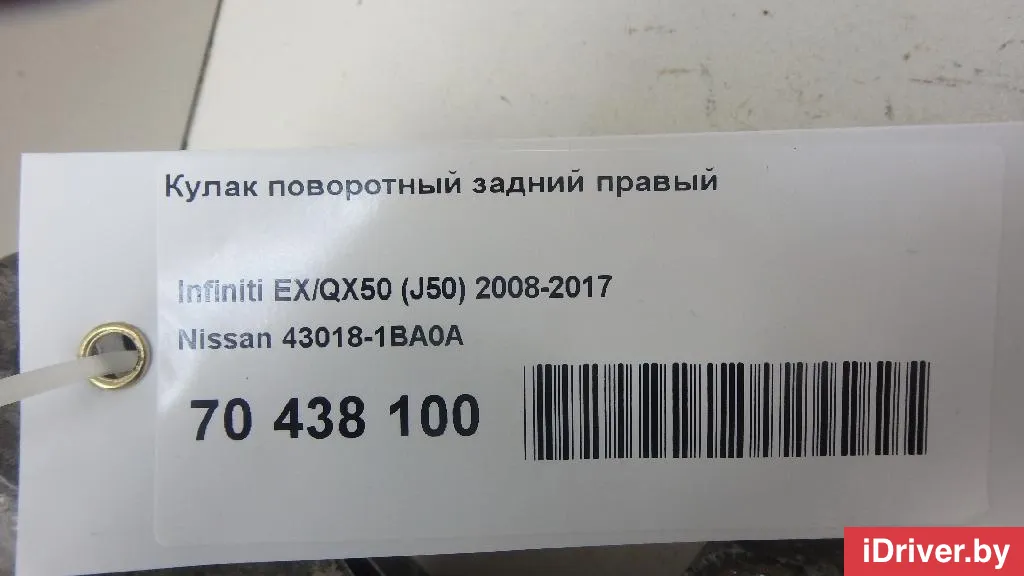 Кулак поворотный задний правый
Infiniti EX/QX50 (J50) 2008-2017
Nissan 43018-1BA0A
70 438 100
iDriver.by